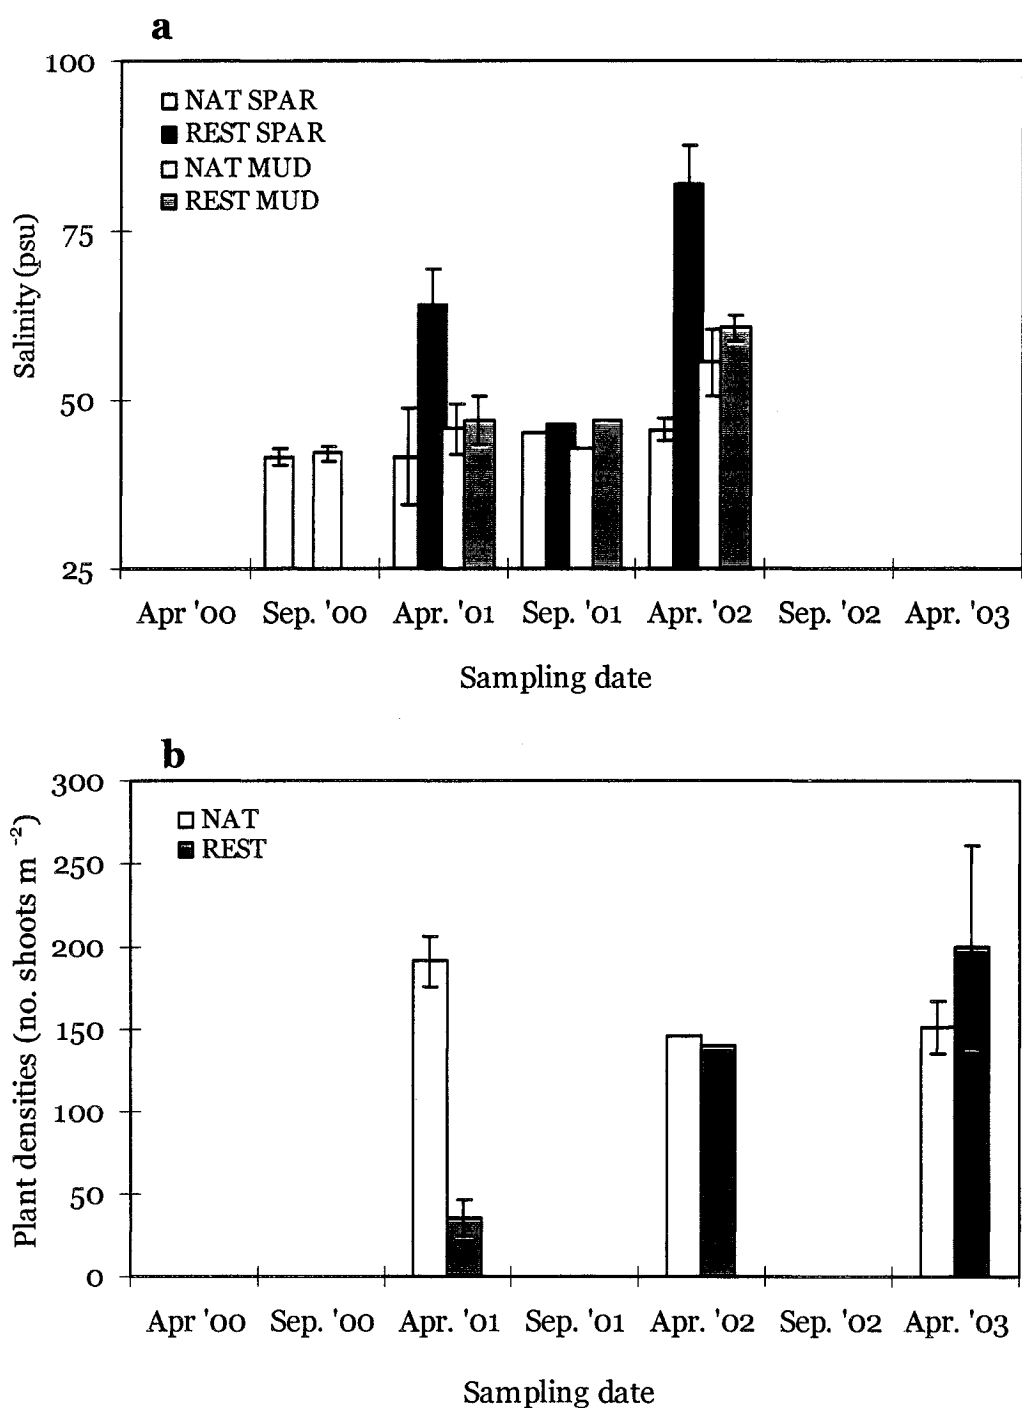 a
100
75
50
25
Salinity (psu)
NAT SPAR
REST SPAR
NAT MUD
REST MUD
Apr '00 Sep. '00 Apr. '01 Sep. '01 Apr. '02 Sep. '02 Apr. '03
Sampling date
b
300
250
200
150
100
50
0
Plant densities (no. shoots m -2)
NAT
REST
Apr '00 Sep. '00 Apr. '01 Sep. '01 Apr. '02 Sep. '02 Apr. '03
Sampling date